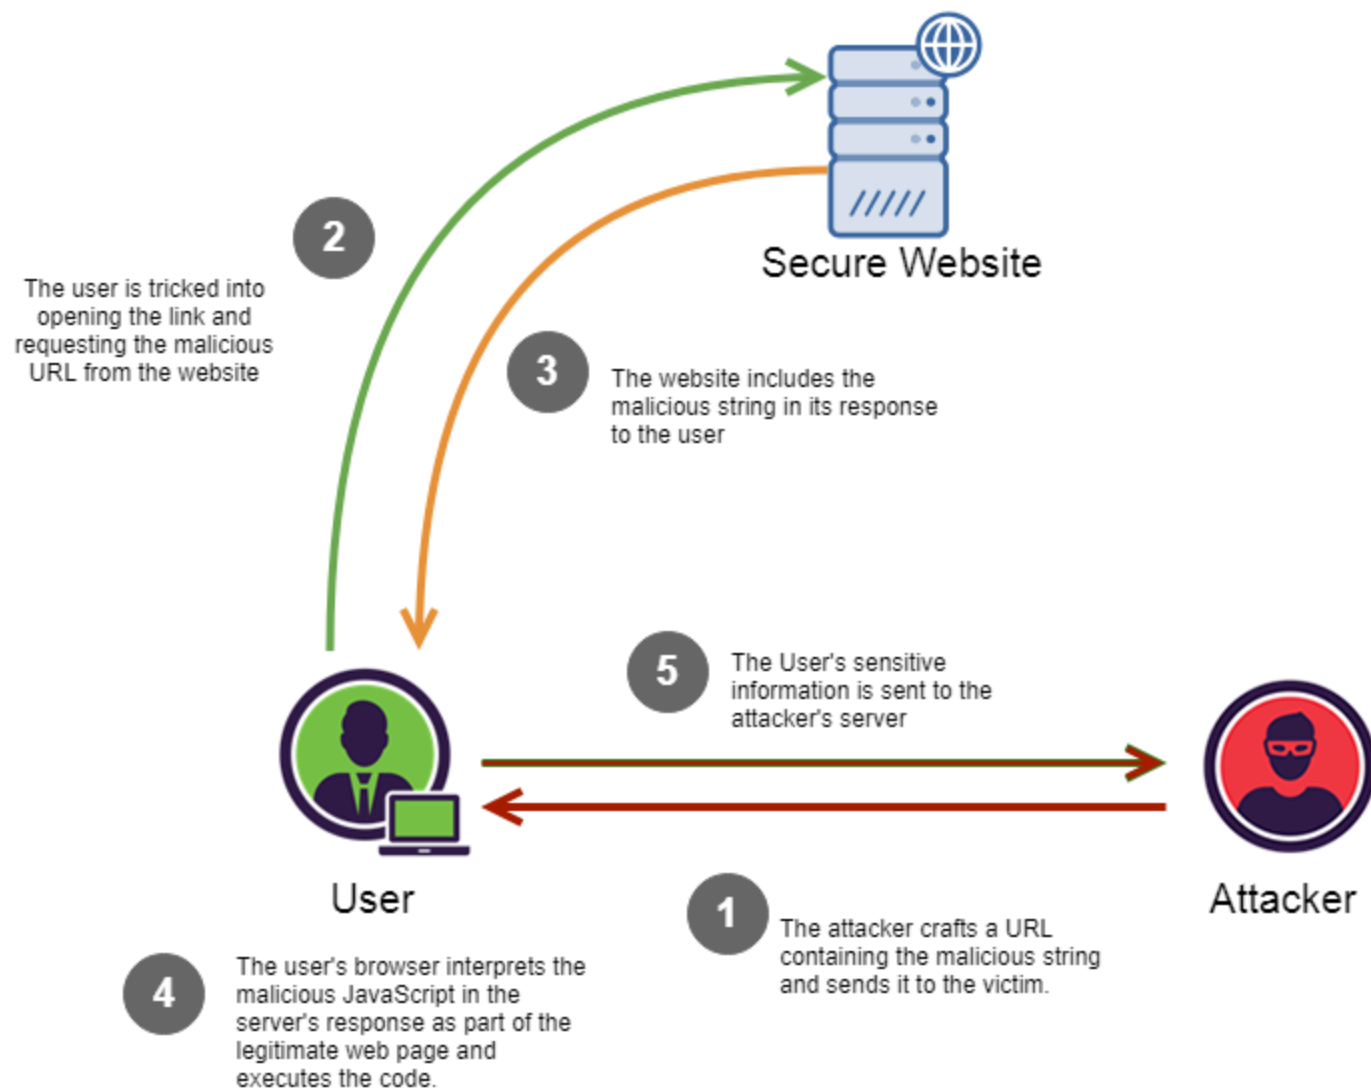 Secure Website
2
The user is tricked into
opening the link and
requesting the malicious
URL from the website
3
The website includes the
malicious string in its response
to the user
5
The User's sensitive
information is sent to the
attacker's server
User
Attacker
1
The attacker crafts a URL
containing the malicious string
and sends it to the victim.
4
The user's browser interprets the
malicious JavaScript in the
server's response as part of the
legitimate web page and
executes the code.